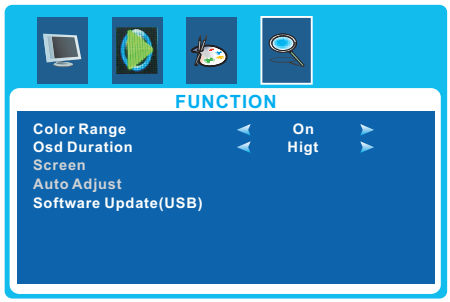 FUNCTION
Color Range On
Osd Duration Higt
Screen
Auto Adjust
Software Update(USB)